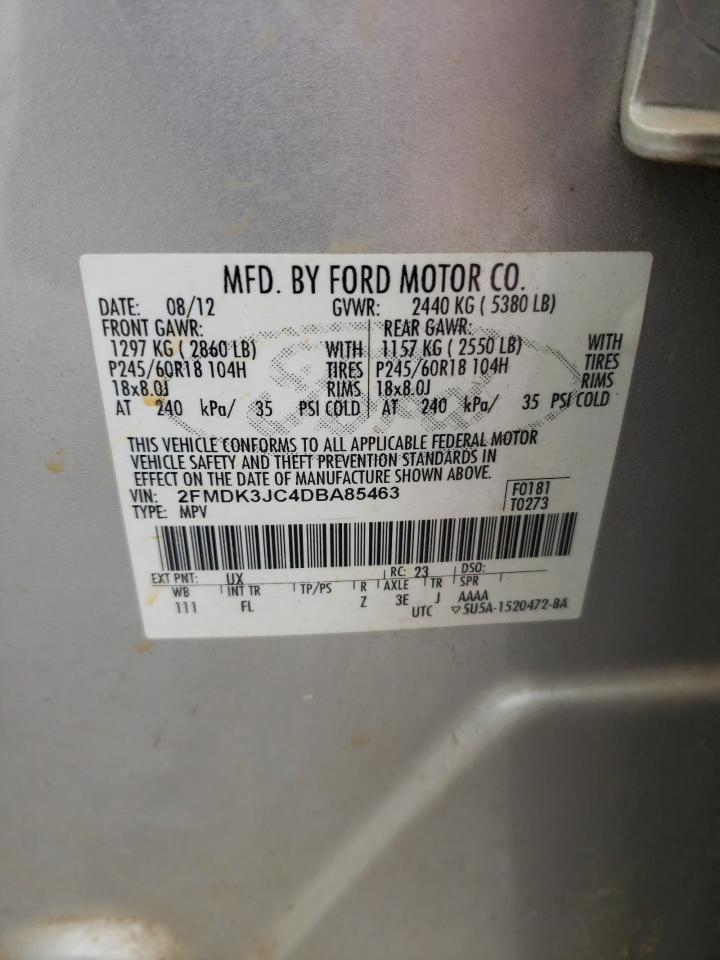 MFD. BY FORD MOTOR CO.
DATE: 08/12 GVWR: 2440 KG ( 5380 LB)
FRONT GAWR: REAR GAWR:
1297 KG ( 2860 LB) WITH 1157 KG ( 2550 LB) WITH
P245/60R18 104H TIRES P245/60R18 104H TIRES
18x8.0J RIMS 18x8.0J RIMS
AT 240 kPa/ 35 PSI COLD AT 240 kPa/ 35 PSI COLD
THIS VEHICLE CONFORMS TO ALL APPLICABLE FEDERAL MOTOR
VEHICLE SAFETY AND THEFT PREVENTION STANDARDS IN
EFFECT ON THE DATE OF MANUFACTURE SHOWN ABOVE.
VIN: 2FMDK3JC4DBA85463 F0181
TYPE: MPV T0273
EXT PNT: UX RC: 23 DSO:
WB INT TR TP/PS R AXLE TR SPR
111 FL Z 3E J AAAA
UTC ▽5U5A-1520472-BA